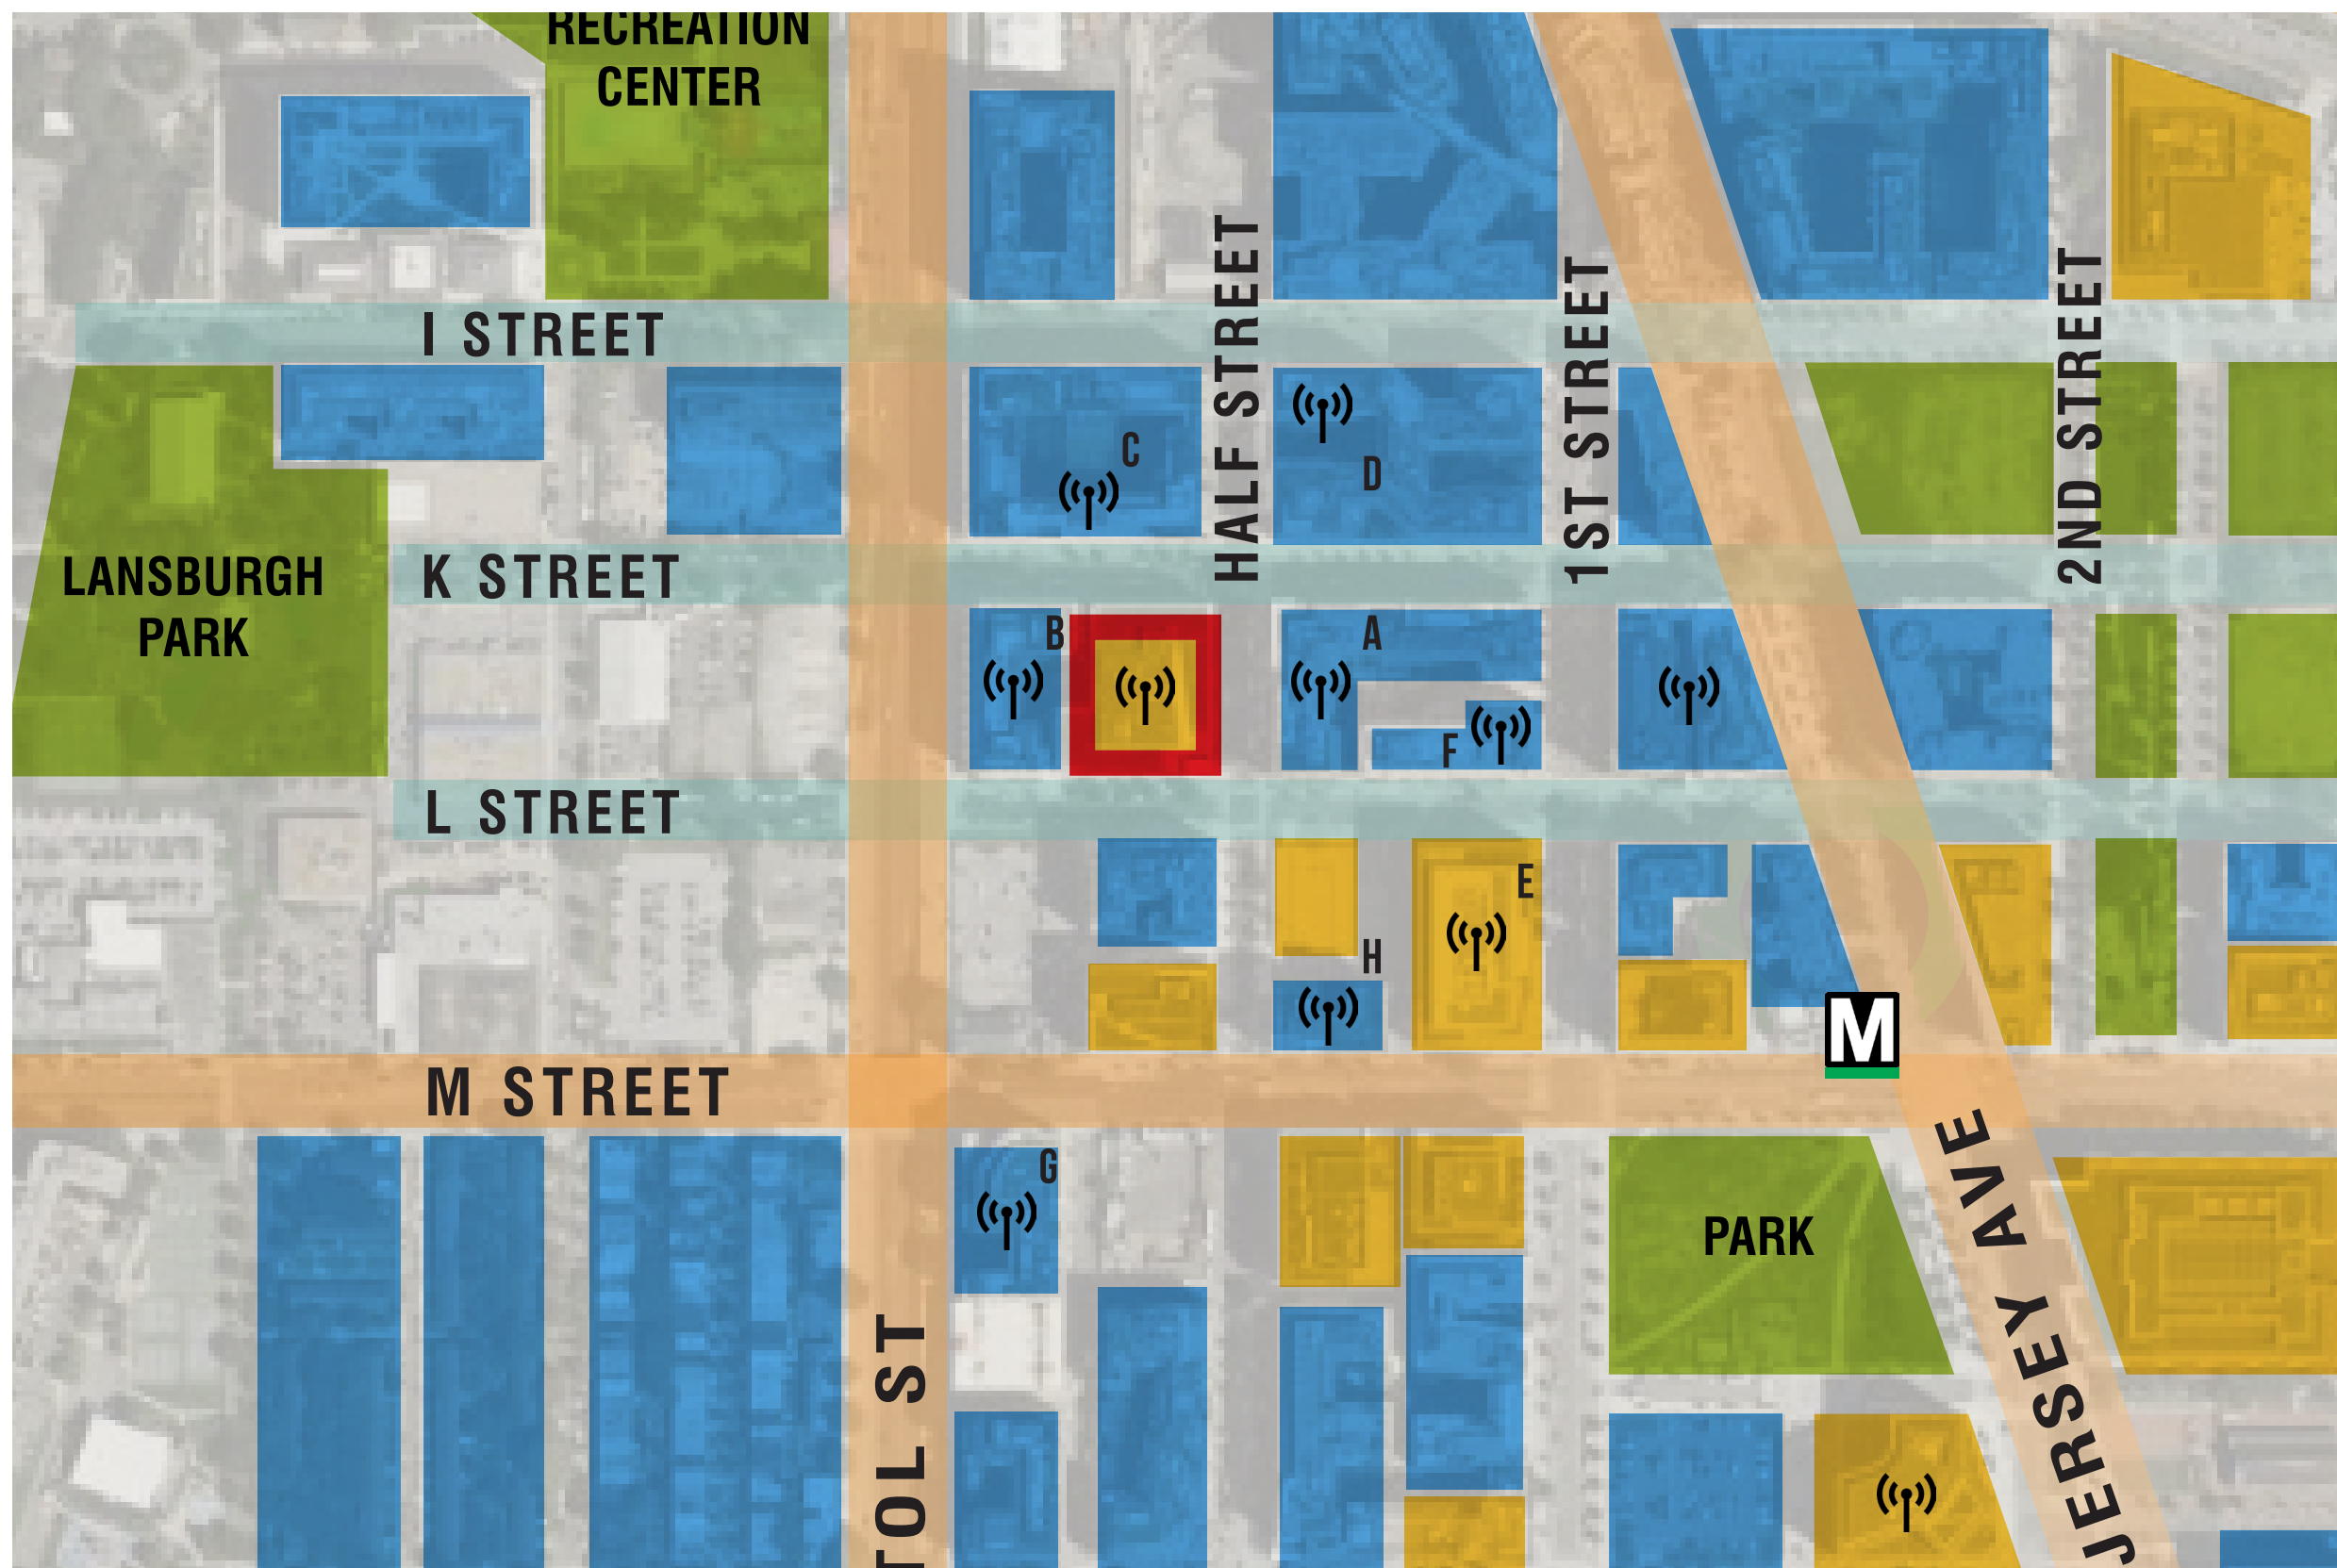 RECREATION
CENTER
I STREET
HALF STREET
1ST STREET
2ND STREET
C
D
LANSBURGH
PARK
K STREET
B
A
F
L STREET
E
H
M
M STREET
G
PARK
TOL ST
JERSEY AVE